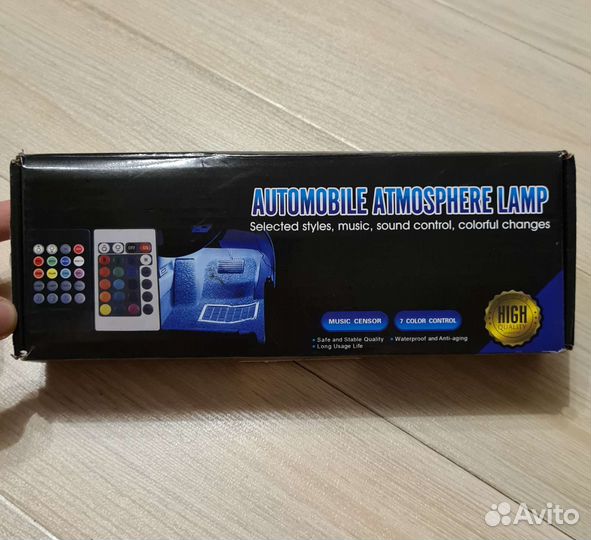 AUTOMOBILE ATMOSPHERE LAMP
Selected styles, music, sound control, colorful changes
OFF ON
MUSIC CENSOR
7 COLOR CONTROL
• Safe and Stable Quality
• Long Usage Life
• Waterproof and Anti-aging
HIGH
QUALITY
Avito